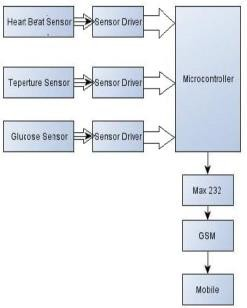 Heart Beat Sensor
Sensor Driver
Microcontroller
Teperture Sensor
Sensor Driver
Glucose Sensor
Sensor Driver
Max 232
GSM
Mobile